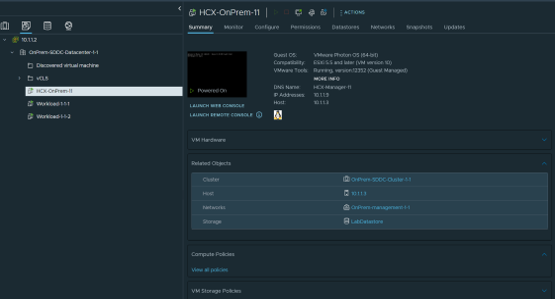 HCX-OnPrem-11
ACTIONS
Summary Monitor Configure Permissions Datastores Networks Snapshots Updates
10.1.1.2
OnPrem-SDDC-Datacenter-1-1
Discovered virtual machine
vCLS
HCX-OnPrem-11
Workload-1-1-1
Workload-1-1-2
Powered On
LAUNCH WEB CONSOLE
LAUNCH REMOTE CONSOLE
Guest OS: VMware Photon OS (64-bit)
Compatibility: ESXi 5.5 and later (VM version 10)
VMware Tools: Running, version:12352 (Guest Managed)
MORE INFO
DNS Name: HCX-Manager-11
IP Addresses: 10.1.1.9
Host: 10.1.1.3
VM Hardware
Related Objects
Cluster OnPrem-SDDC-Cluster-1-1
Host 10.1.1.3
Networks OnPrem-management-1-1
Storage LabDatastore
Compute Policies
View all policies
VM Storage Policies